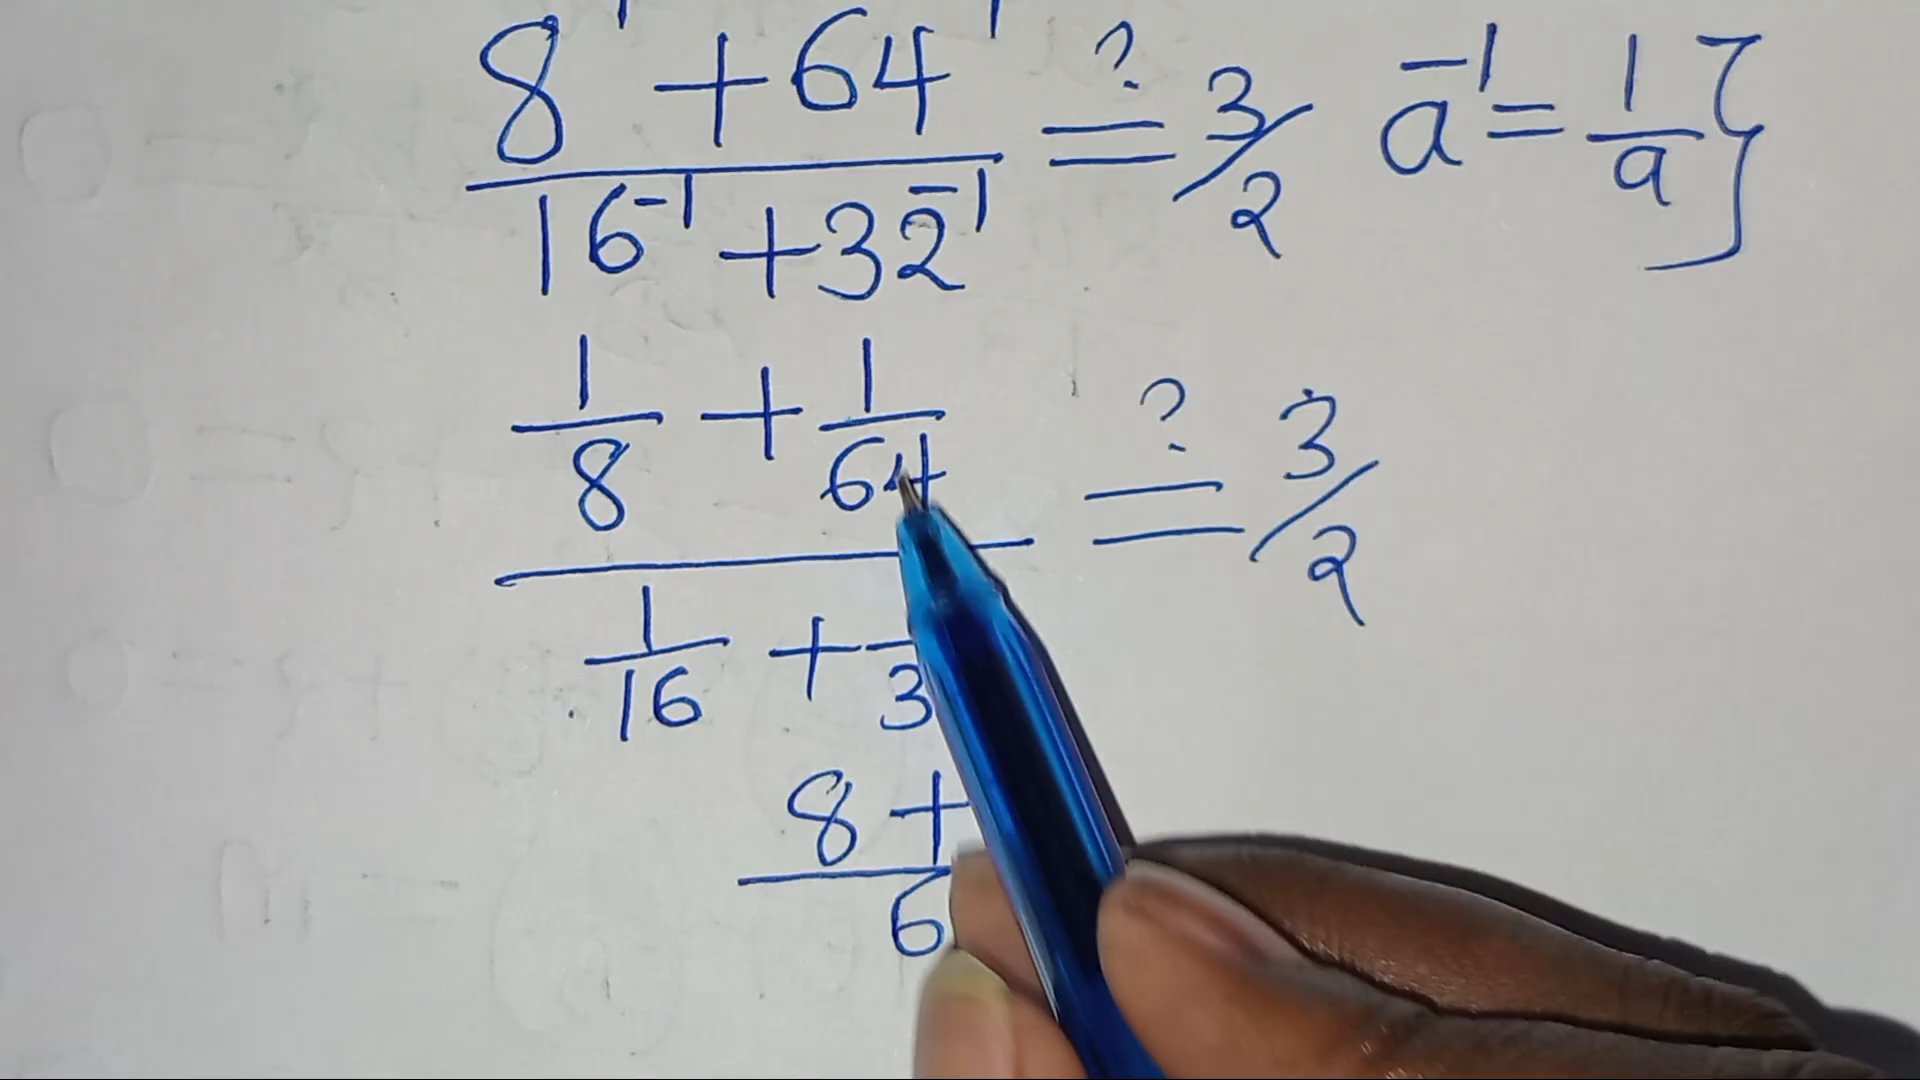 8⁻¹ + 64⁻¹ / 16⁻¹ + 32⁻¹ ?= 3/2 a⁻¹ = 1/a }
1/8 + 1/64 / 1/16 + 3 ?= 3/2
8 + / 6